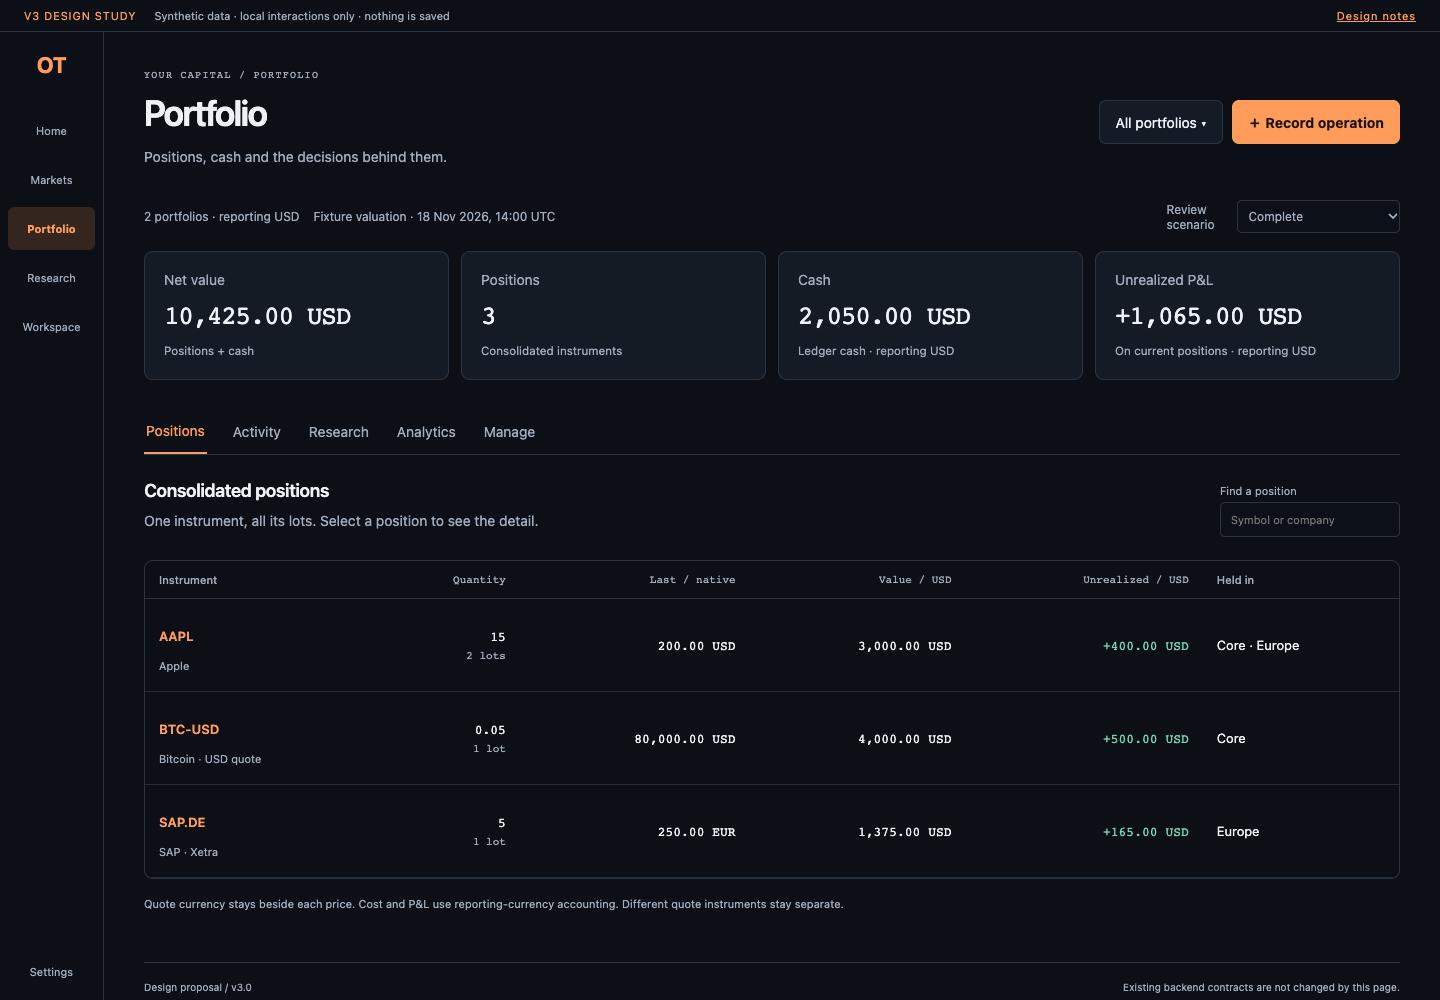 V3 DESIGN STUDY Synthetic data · local interactions only · nothing is saved Design notes
OT
Home
Markets
Portfolio
Research
Workspace
Settings
YOUR CAPITAL / PORTFOLIO
Portfolio
Positions, cash and the decisions behind them.
All portfolios ▾ + Record operation
2 portfolios · reporting USD Fixture valuation · 18 Nov 2026, 14:00 UTC
Review
scenario
Complete
Net value
10,425.00 USD
Positions + cash
Positions
3
Consolidated instruments
Cash
2,050.00 USD
Ledger cash · reporting USD
Unrealized P&L
+1,065.00 USD
On current positions · reporting USD
Positions Activity Research Analytics Manage
Consolidated positions
One instrument, all its lots. Select a position to see the detail.
Find a position
Symbol or company
Instrument Quantity Last / native Value / USD Unrealized / USD Held in
AAPL
Apple
15
2 lots
200.00 USD 3,000.00 USD +400.00 USD Core · Europe
BTC-USD
Bitcoin · USD quote
0.05
1 lot
80,000.00 USD 4,000.00 USD +500.00 USD Core
SAP.DE
SAP · Xetra
5
1 lot
250.00 EUR 1,375.00 USD +165.00 USD Europe
Quote currency stays beside each price. Cost and P&L use reporting-currency accounting. Different quote instruments stay separate.
Design proposal / v3.0 Existing backend contracts are not changed by this page.